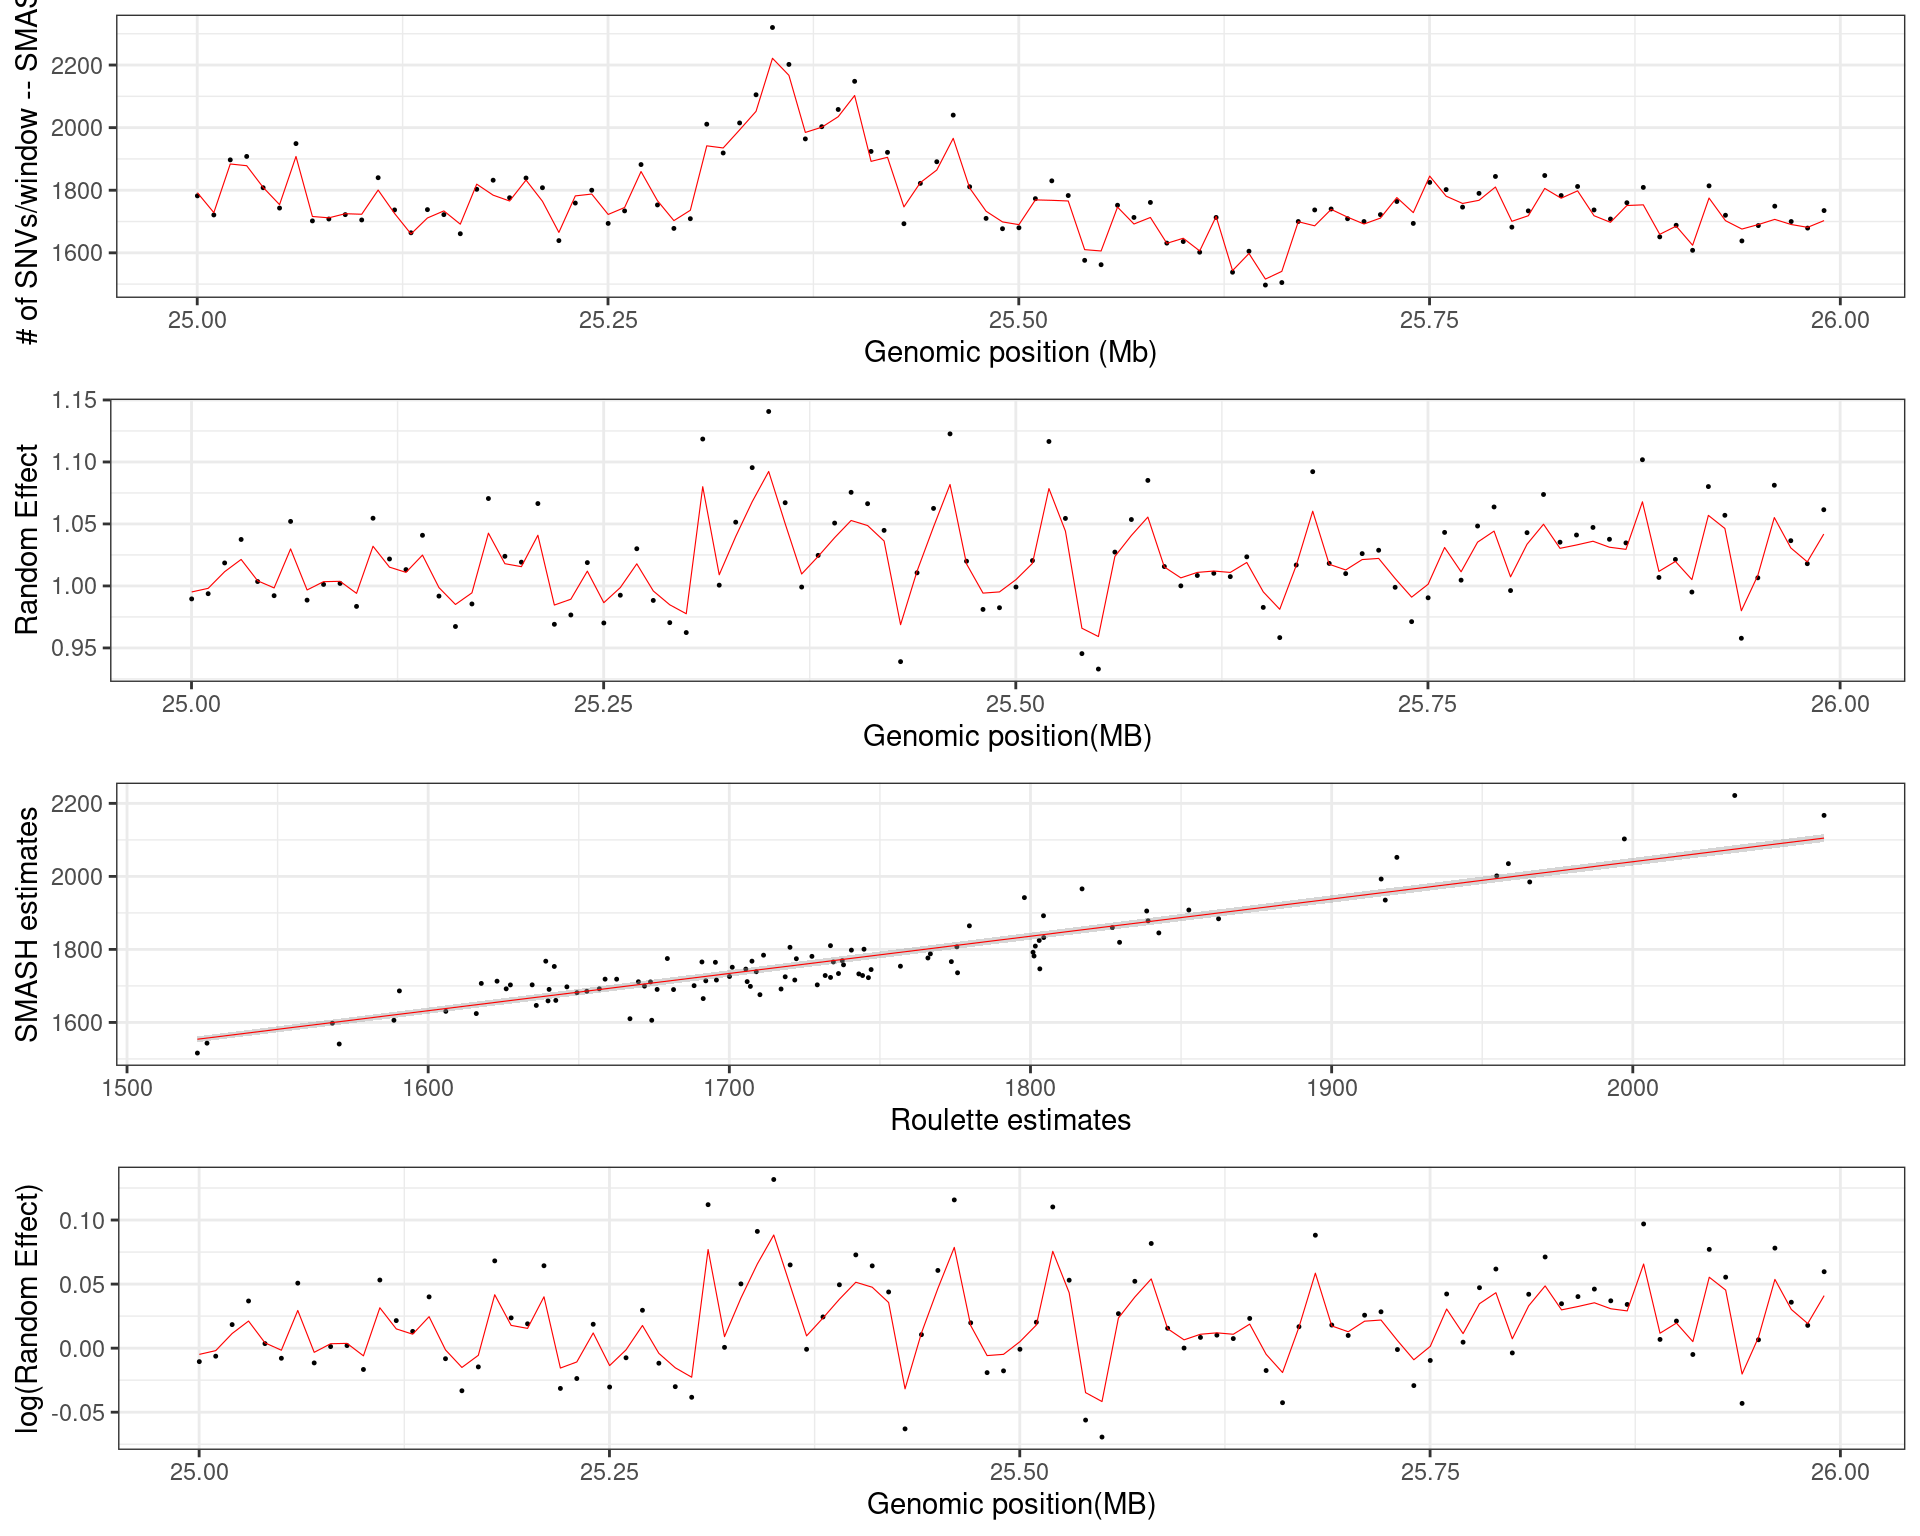 # of SNVs/window -- SMAS
2200
2000
1800
1600
25.00 25.25 25.50 25.75 26.00
Genomic position (Mb)
Random Effect
1.15
1.10
1.05
1.00
0.95
25.00 25.25 25.50 25.75 26.00
Genomic position(MB)
SMASH estimates
2200
2000
1800
1600
1500 1600 1700 1800 1900 2000
Roulette estimates
log(Random Effect)
0.10
0.05
0.00
-0.05
25.00 25.25 25.50 25.75 26.00
Genomic position(MB)